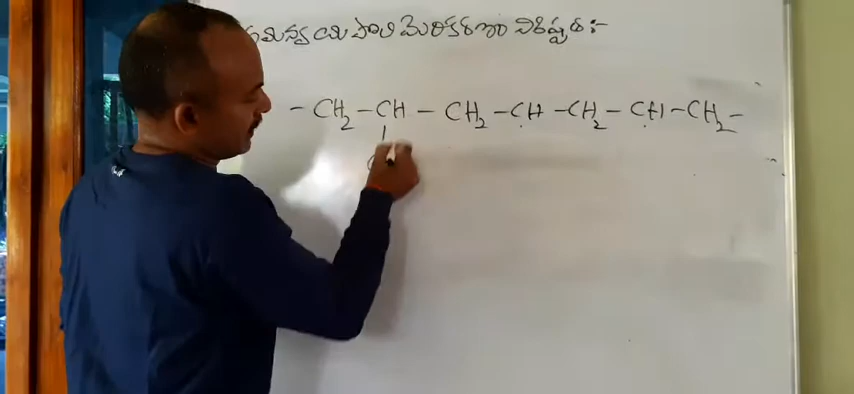 సమన్వయ పాలిమెరీకరణం విశిష్టత :-
- CH₂ - CH - CH₂ - CH - CH₂ - CH - CH₂ -